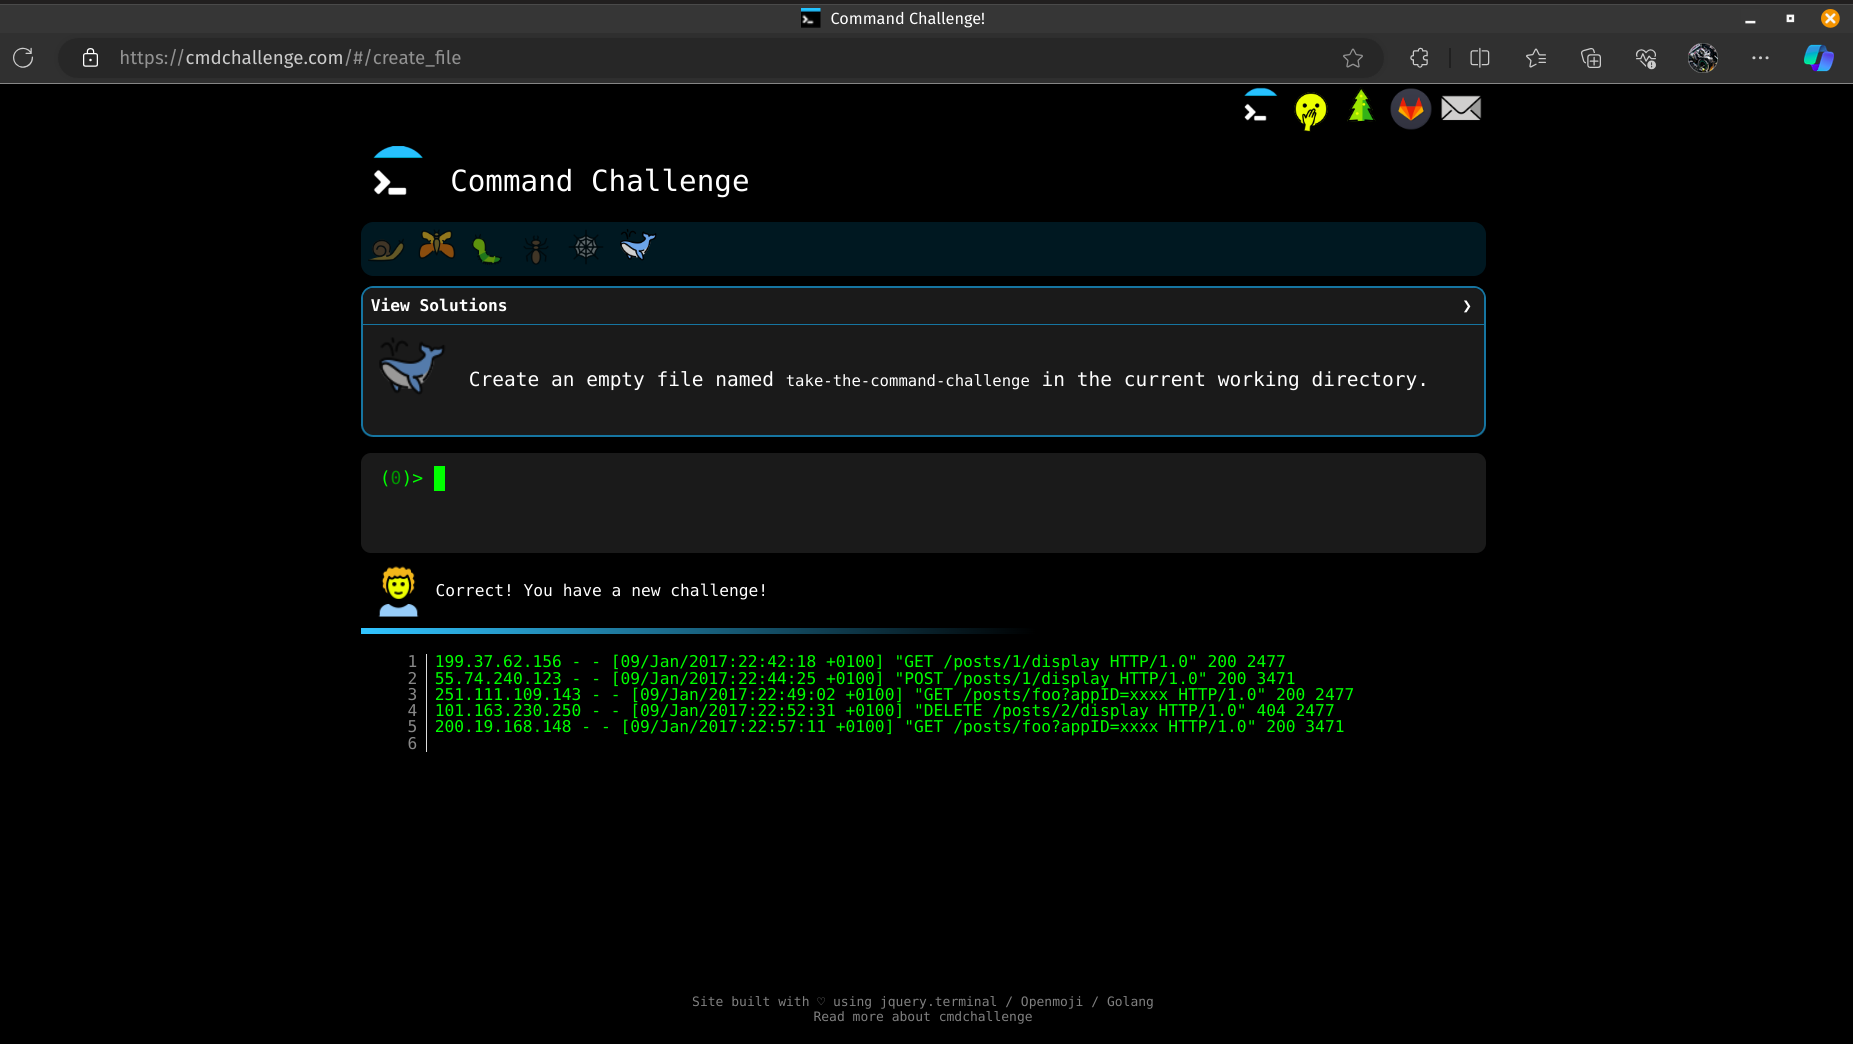 Command Challenge!
https://cmdchallenge.com/#/create_file
Command Challenge
View Solutions ❯
Create an empty file named take-the-command-challenge in the current working directory.
(0)>
Correct! You have a new challenge!
1 199.37.62.156 - - [09/Jan/2017:22:42:18 +0100] "GET /posts/1/display HTTP/1.0" 200 2477
2 55.74.240.123 - - [09/Jan/2017:22:44:25 +0100] "POST /posts/1/display HTTP/1.0" 200 3471
3 251.111.109.143 - - [09/Jan/2017:22:49:02 +0100] "GET /posts/foo?appID=xxxx HTTP/1.0" 200 2477
4 101.163.230.250 - - [09/Jan/2017:22:52:31 +0100] "DELETE /posts/2/display HTTP/1.0" 404 2477
5 200.19.168.148 - - [09/Jan/2017:22:57:11 +0100] "GET /posts/foo?appID=xxxx HTTP/1.0" 200 3471
6
Site built with ♡ using jquery.terminal / Openmoji / Golang
Read more about cmdchallenge